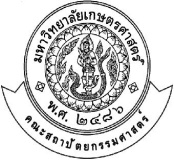 มหาวิทยาลัยเกษตรศาสตร์
พ.ศ. ๒๔๘๖
คณะสถาปัตยกรรมศาสตร์